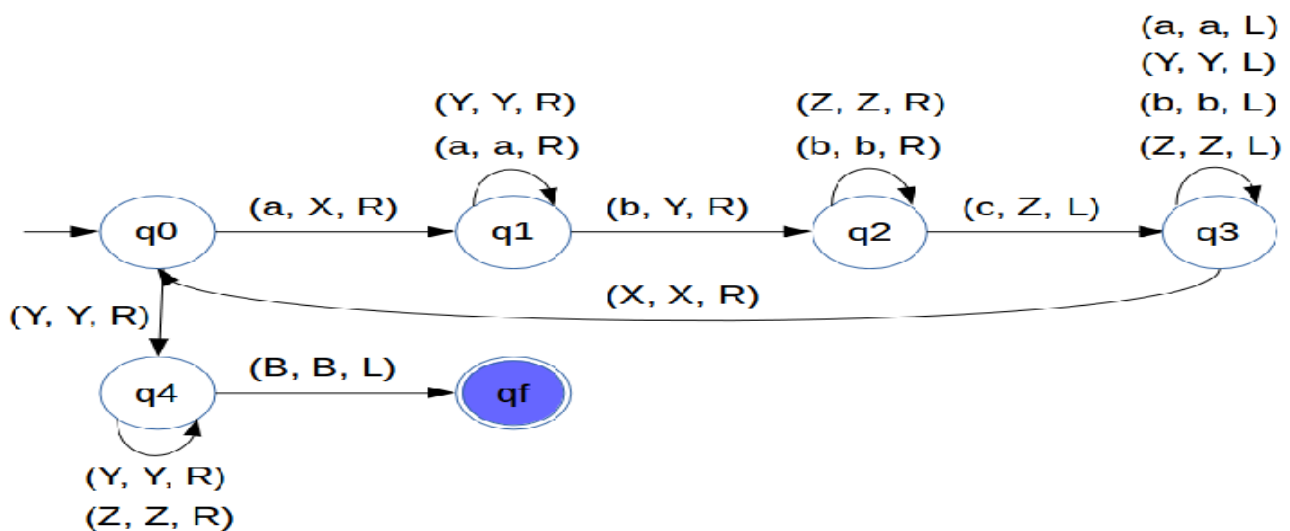 (a, a, L)
(Y, Y, L)
(Y, Y, R)
(Z, Z, R)
(b, b, L)
(a, a, R)
(b, b, R)
(Z, Z, L)
q0
(a, X, R)
q1
(b, Y, R)
q2
(c, Z, L)
q3
(X, X, R)
(Y, Y, R)
q4
(B, B, L)
qf
(Y, Y, R)
(Z, Z, R)